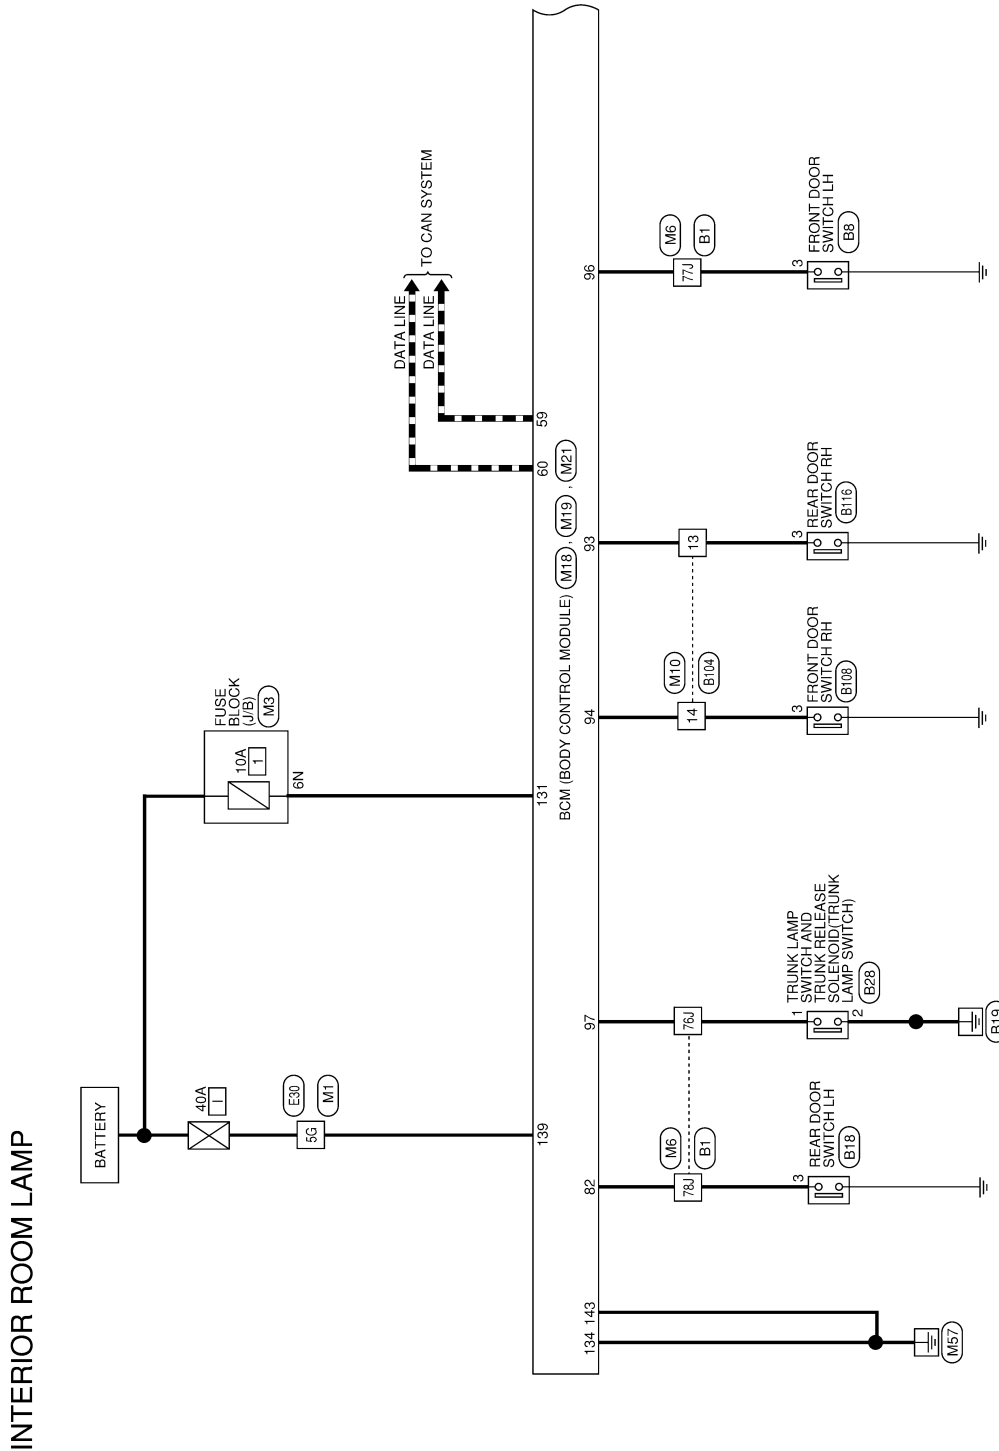 INTERIOR ROOM LAMP
BATTERY
40A
I
5G
E30
M1
139
FUSE
BLOCK
(J/B)
M3
10A
1
6N
131
DATA LINE
DATA LINE
TO CAN SYSTEM
60
59
BCM (BODY CONTROL MODULE) M18 , M19 , M21
134
143
M57
82
78J
M6
B1
3
REAR DOOR
SWITCH LH
B18
97
76J
1
TRUNK LAMP
SWITCH AND
TRUNK RELEASE
SOLENOID(TRUNK
LAMP SWITCH)
B28
2
B19
94
14
M10
B104
3
FRONT DOOR
SWITCH RH
B108
93
13
3
REAR DOOR
SWITCH RH
B116
96
77J
M6
B1
3
FRONT DOOR
SWITCH LH
B8